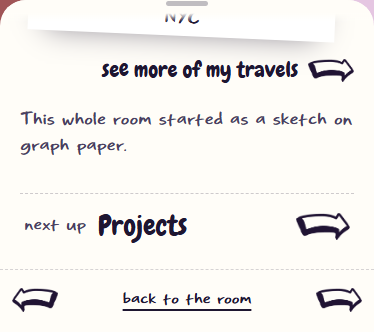 NYC
see more of my travels
This whole room started as a sketch on
graph paper.
next up Projects
back to the room